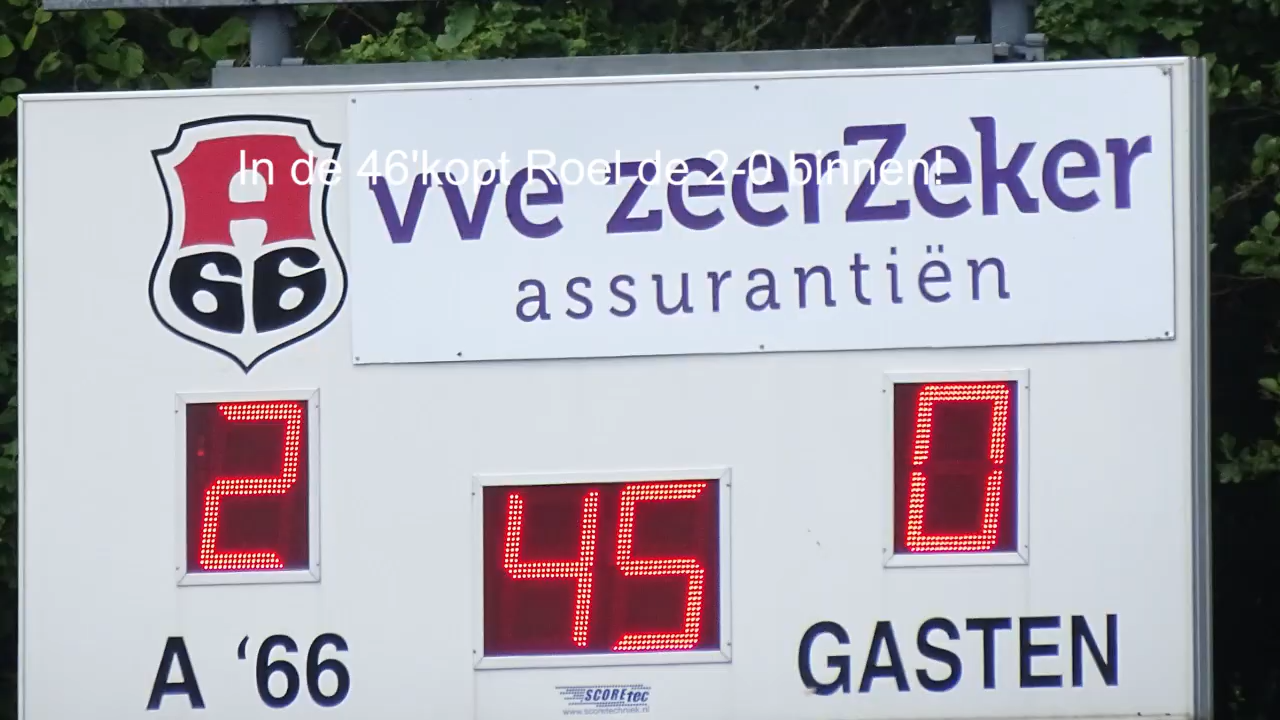 In de 46'kopt Roel de 2-0 binnen!
A
66
vve zeerZeker
assurantiën
2
0
45
A '66
GASTEN
SCOREtec
www.scoretechniek.nl